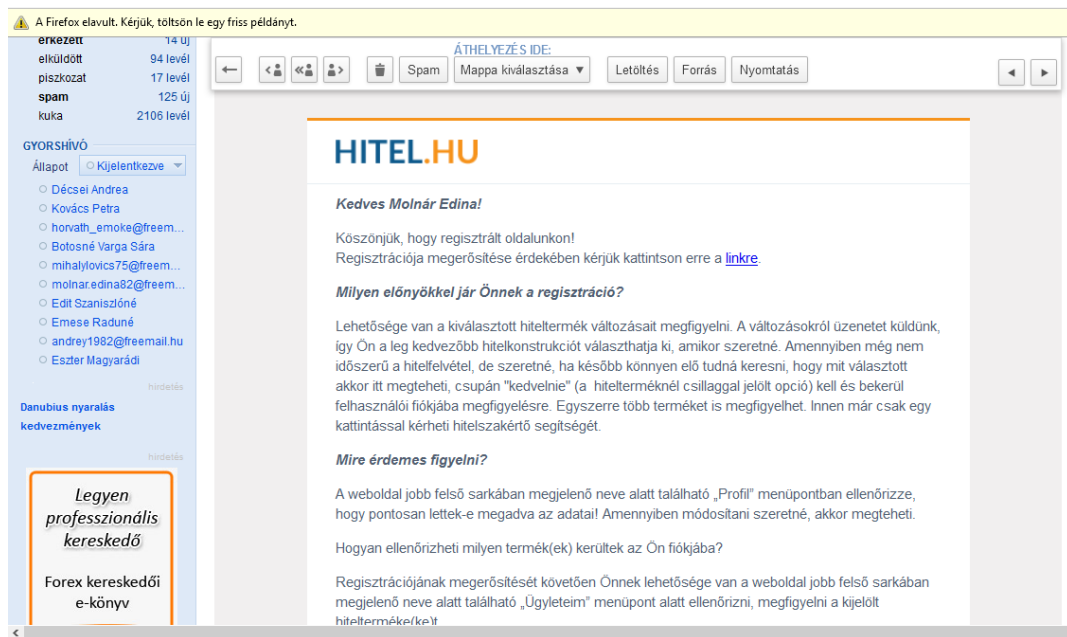 A Firefox elavult. Kérjük, töltsön le egy friss példányt.
érkezett 14 új
elküldött 94 levél
piszkozat 17 levél
spam 125 új
kuka 2106 levél
GYORSHÍVÓ
Állapot Kijelentkezve
Décsei Andrea
Kovács Petra
horvath_emoke@freem...
Botosné Varga Sára
mihalylovics75@freem...
molnar.edina82@freem...
Edit Szaniszlóné
Emese Raduné
andrey1982@freemail.hu
Eszter Magyarádi
hirdetés
Danubius nyaralás
kedvezmények
hirdetés
Legyen
professzionális
kereskedő
Forex kereskedői
e-könyv
ÁTHELYEZÉS IDE:
Spam Mappa kiválasztása Letöltés Forrás Nyomtatás
HITEL.HU
Kedves Molnár Edina!
Köszönjük, hogy regisztrált oldalunkon!
Regisztrációja megerősítése érdekében kérjük kattintson erre a linkre.
Milyen előnyökkel jár Önnek a regisztráció?
Lehetősége van a kiválasztott hiteltermék változásait megfigyelni. A változásokról üzenetet küldünk,
így Ön a leg kedvezőbb hitelkonstrukciót választhatja ki, amikor szeretné. Amennyiben még nem
időszerű a hitelfelvétel, de szeretné, ha később könnyen elő tudná keresni, hogy mit választott
akkor itt megteheti, csupán "kedvelnie" (a hitelterméknél csillaggal jelölt opció) kell és bekerül
felhasználói fiókjába megfigyelésre. Egyszerre több terméket is megfigyelhet. Innen már csak egy
kattintással kérheti hitelszakértő segítségét.
Mire érdemes figyelni?
A weboldal jobb felső sarkában megjelenő neve alatt található „Profil” menüpontban ellenőrizze,
hogy pontosan lettek-e megadva az adatai! Amennyiben módosítani szeretné, akkor megteheti.
Hogyan ellenőrizheti milyen termék(ek) kerültek az Ön fiókjába?
Regisztrációjának megerősítését követően Önnek lehetősége van a weboldal jobb felső sarkában
megjelenő neve alatt található „Ügyleteim” menüpont alatt ellenőrizni, megfigyelni a kijelölt
hitelterméke(ke)t